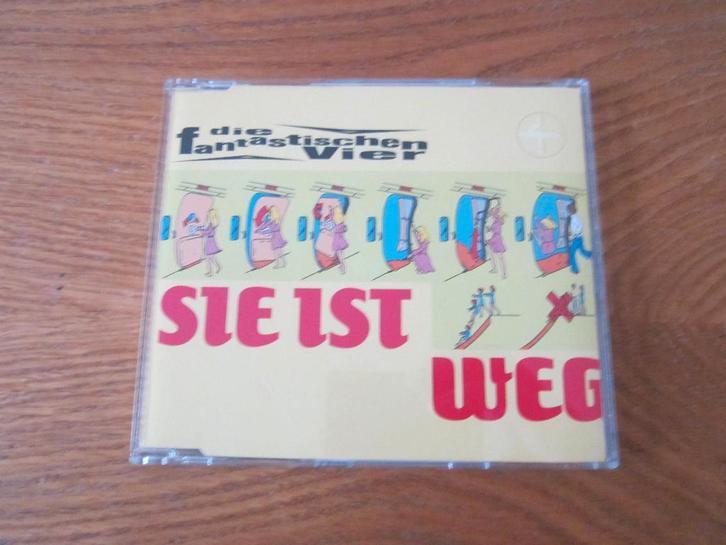 die
fantastischen
Vier
SIE IST
WEG